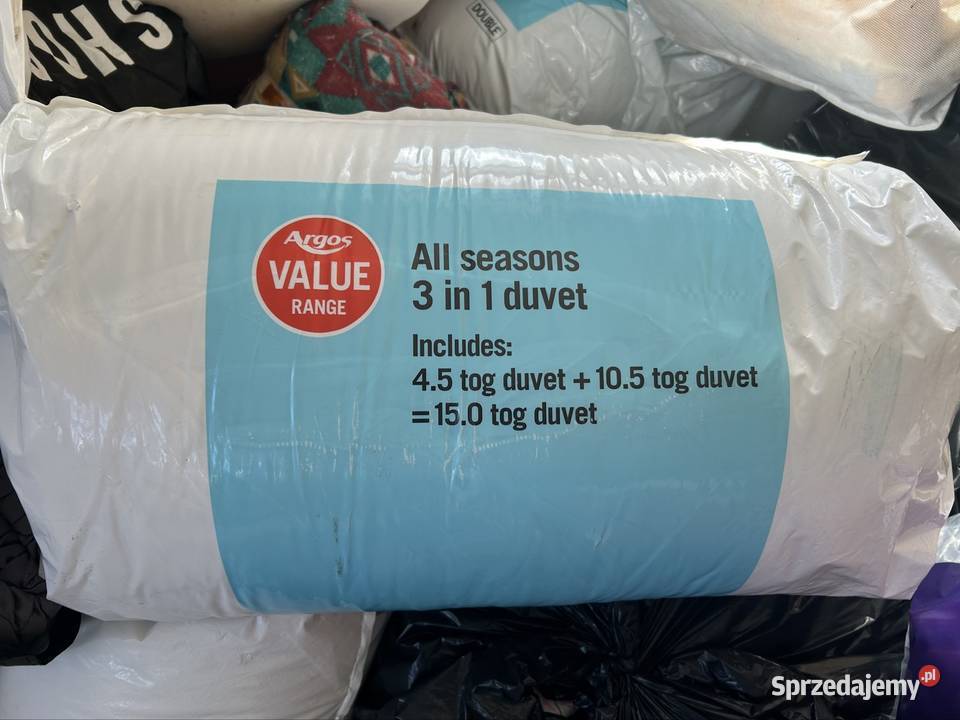 SHOES
DOUBLE
Argos
VALUE
RANGE
All seasons
3 in 1 duvet
Includes:
4.5 tog duvet + 10.5 tog duvet
= 15.0 tog duvet
Sprzedajemy.pl